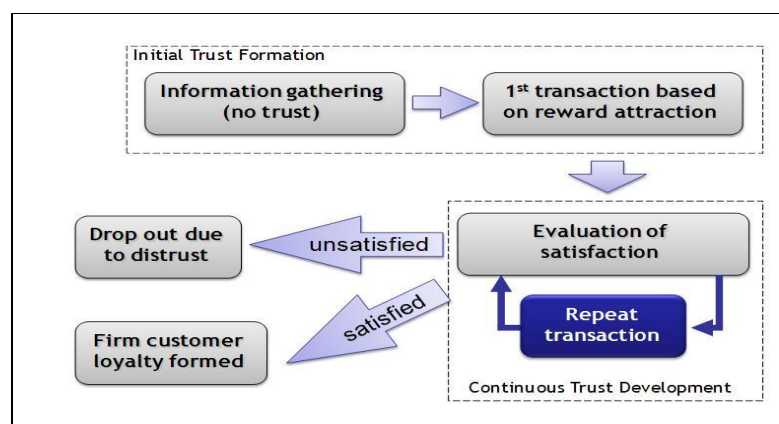 Initial Trust Formation
Information gathering
(no trust)
1st transaction based
on reward attraction
Evaluation of
satisfaction
unsatisfied
Drop out due
to distrust
Repeat
transaction
satisfied
Firm customer
loyalty formed
Continuous Trust Development